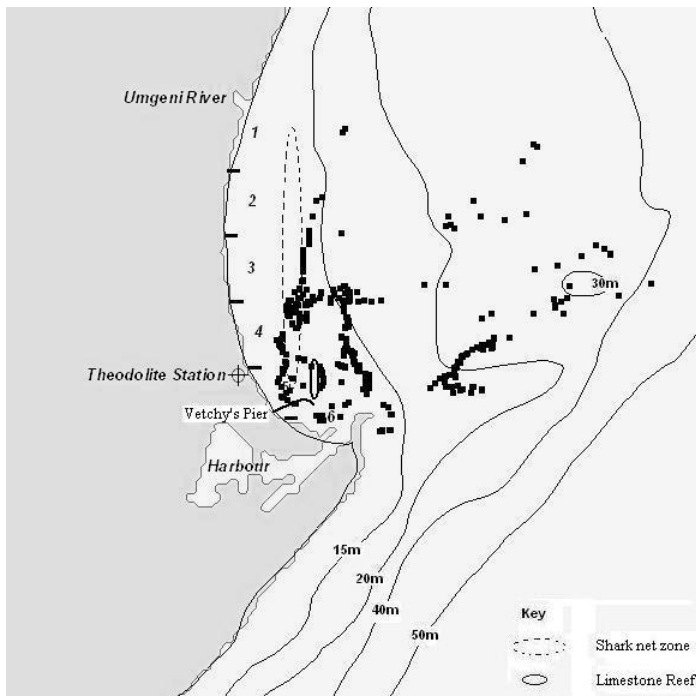 Umgeni River
1
2
3
30m
4
Theodolite Station
5
Vetchy's Pier
6
Harbour
15m
20m
40m
50m
Key
Shark net zone
Limestone Reef